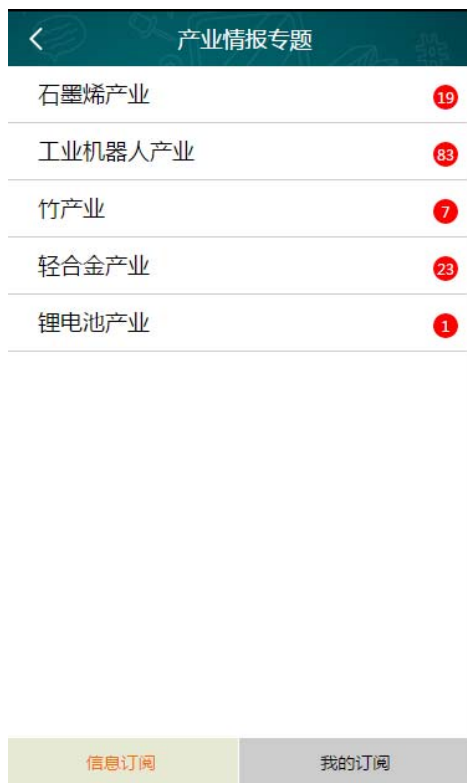 产业情报专题
石墨烯产业 19
工业机器人产业 83
竹产业 7
轻合金产业 23
锂电池产业 1
信息订阅 我的订阅